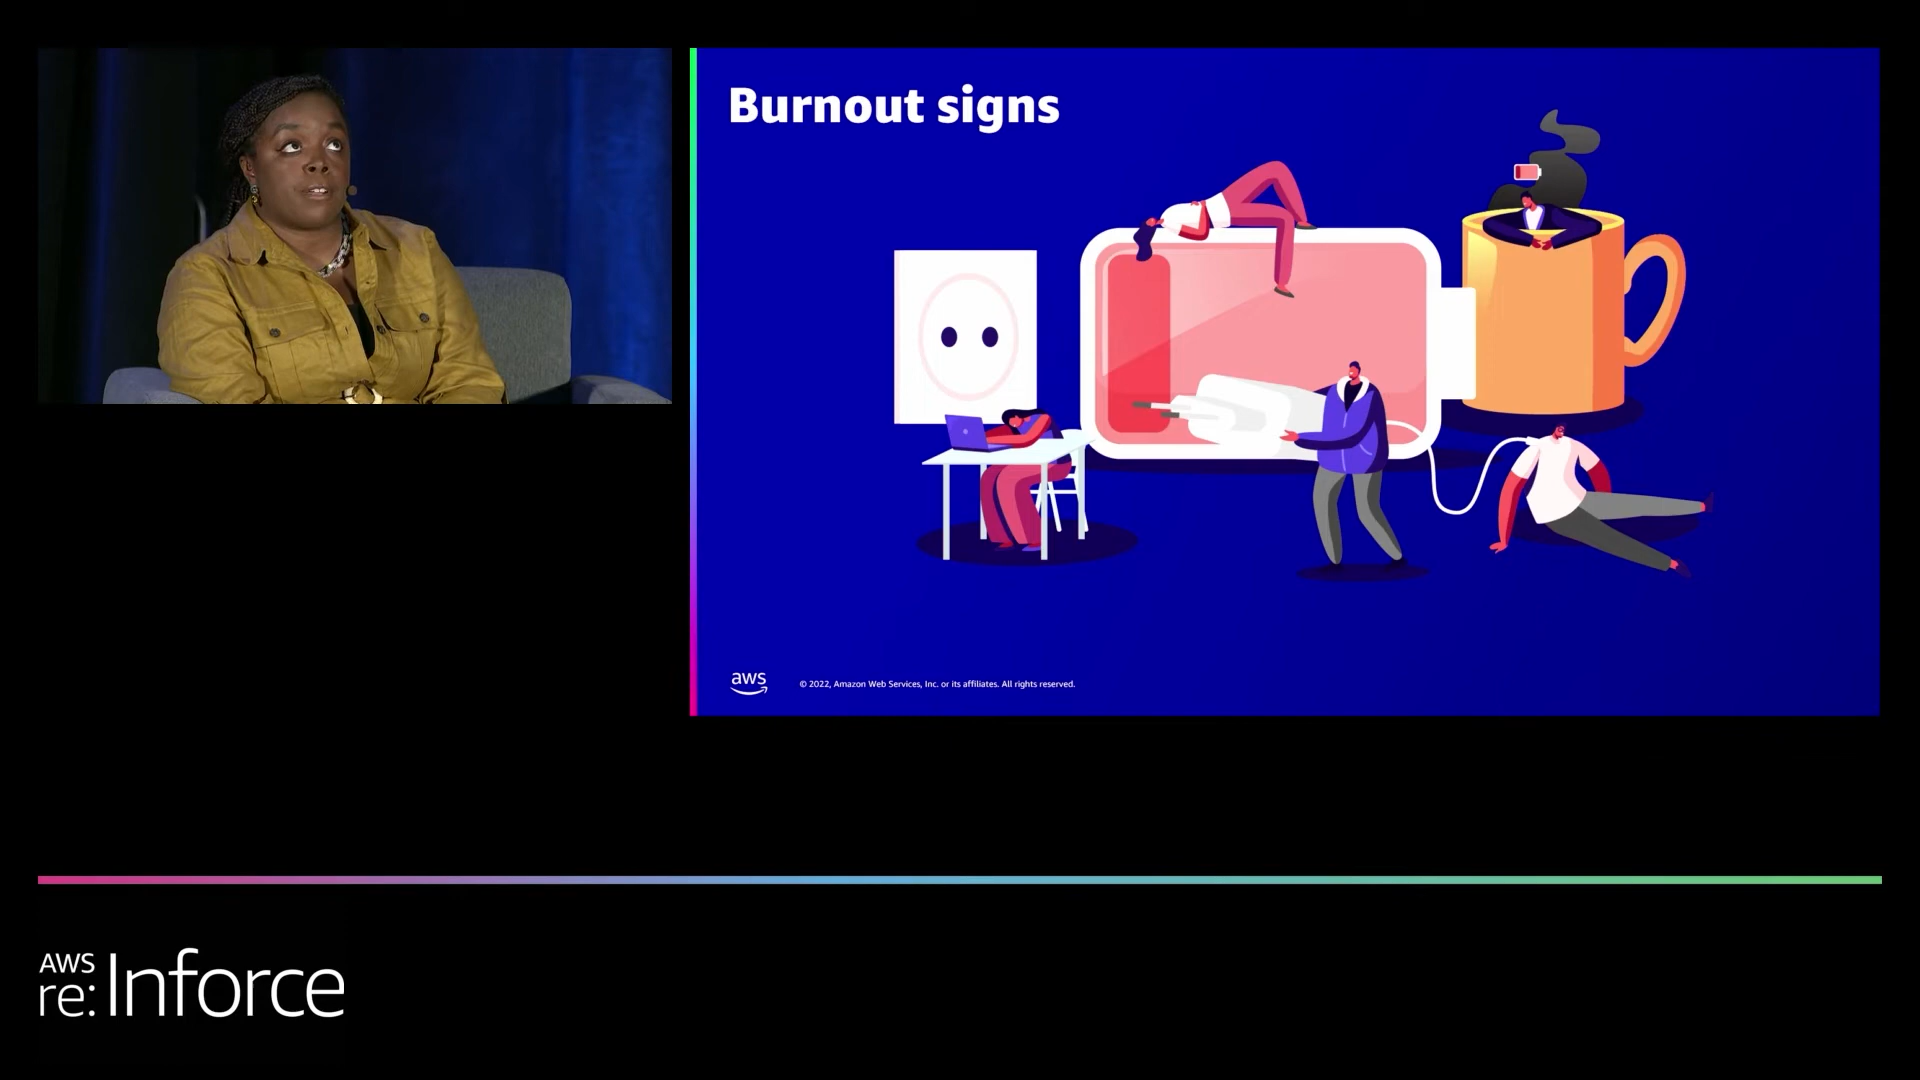 Burnout signs
aws
© 2022, Amazon Web Services, Inc. or its affiliates. All rights reserved.
AWS
re:Inforce